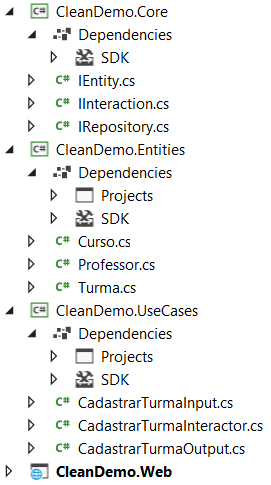 CleanDemo.Core
Dependencies
SDK
C# IEntity.cs
C# IInteraction.cs
C# IRepository.cs
C# CleanDemo.Entities
Dependencies
Projects
SDK
C# Curso.cs
C# Professor.cs
C# Turma.cs
C# CleanDemo.UseCases
Dependencies
Projects
SDK
C# CadastrarTurmaInput.cs
C# CadastrarTurmaInteractor.cs
C# CadastrarTurmaOutput.cs
CleanDemo.Web